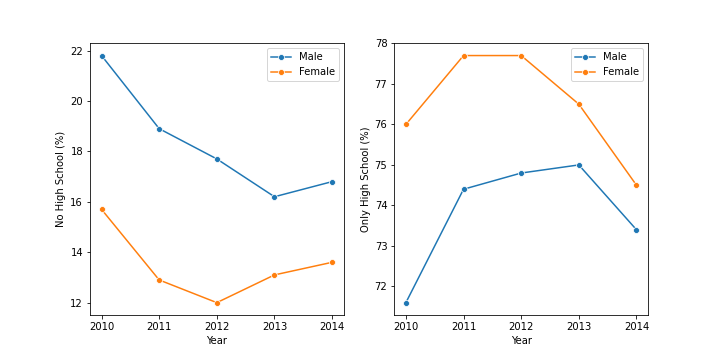 22
20
18
16
14
12
No High School (%)
2010 2011 2012 2013 2014
Year
Male
Female
78
77
76
75
74
73
72
Only High School (%)
2010 2011 2012 2013 2014
Year
Male
Female